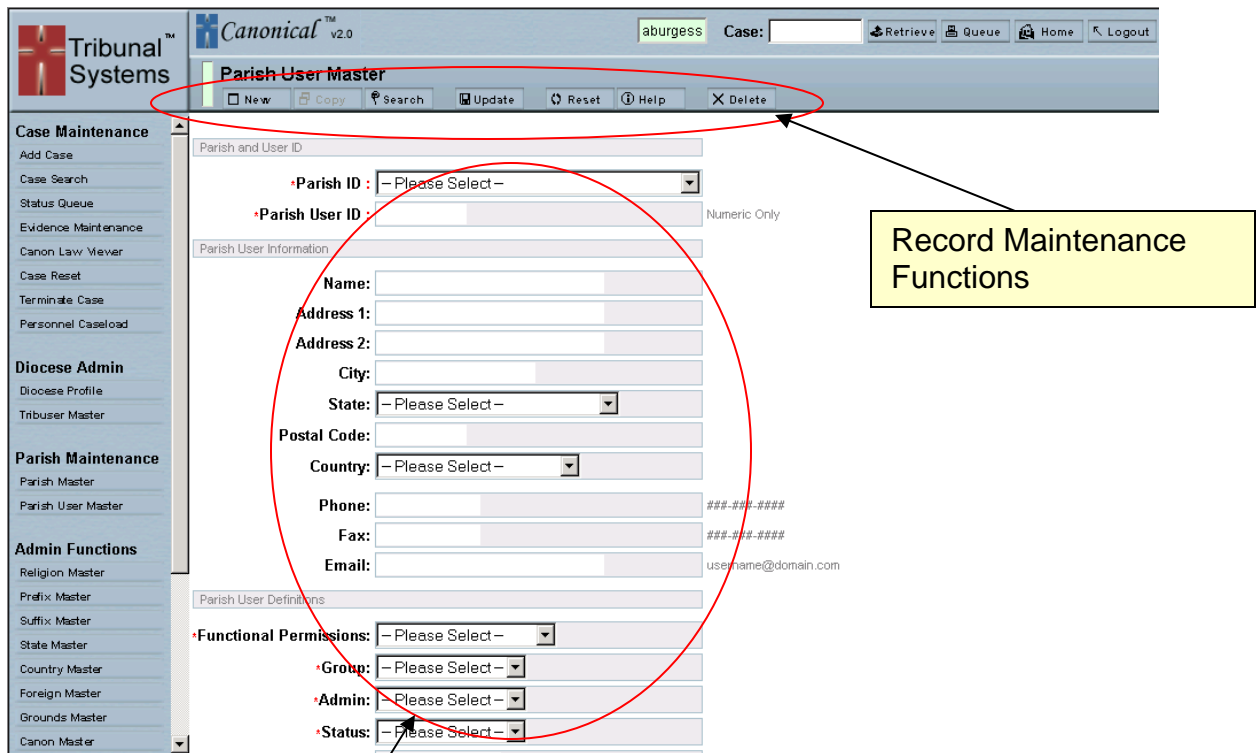 Tribunal™
Systems
Canonical™ v2.0
aburgess Case: Retrieve Queue Home Logout
Parish User Master
New Copy Search Update Reset Help Delete
Case Maintenance
Add Case
Case Search
Status Queue
Evidence Maintenance
Canon Law Viewer
Case Reset
Terminate Case
Personnel Caseload
Diocese Admin
Diocese Profile
Tribuser Master
Parish Maintenance
Parish Master
Parish User Master
Admin Functions
Religion Master
Prefix Master
Suffix Master
State Master
Country Master
Foreign Master
Grounds Master
Canon Master
Parish and User ID
*Parish ID : -- Please Select --
*Parish User ID : Numeric Only
Parish User Information
Name:
Address 1:
Address 2:
City:
State: -- Please Select --
Postal Code:
Country: -- Please Select --
Phone: ###-###-####
Fax: ###-###-####
Email: username@domain.com
Parish User Definitions
*Functional Permissions: -- Please Select --
*Group: -- Please Select --
*Admin: -- Please Select --
*Status: -- Please Select --
Record Maintenance
Functions